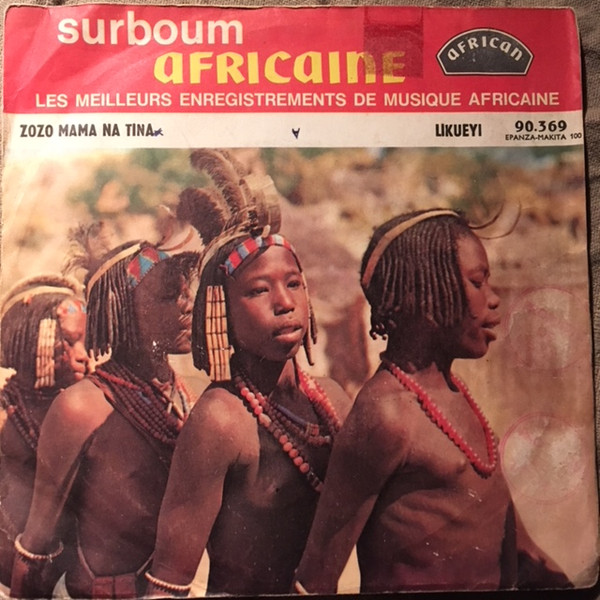 surboum
AFRICAINE
AFRICAN
LES MEILLEURS ENREGISTREMENTS DE MUSIQUE AFRICAINE
ZOZO MAMA NA TINA LIKUEYI 90.369
EPANZA-MAKITA 100